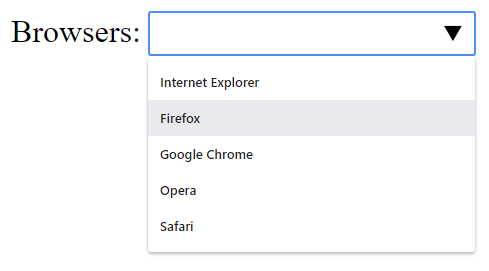 Browsers:
Internet Explorer
Firefox
Google Chrome
Opera
Safari